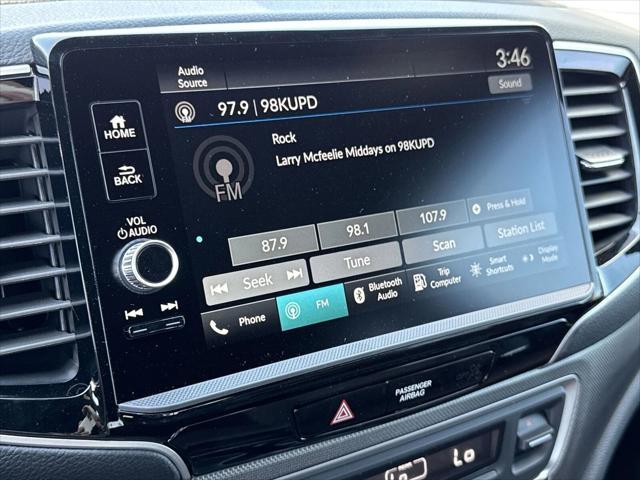 3:46
Audio
Source
Sound
97.9 | 98KUPD
Rock
Larry Mcfeelie Middays on 98KUPD
FM
HOME
BACK
VOL
AUDIO
87.9
98.1
107.9
Press & Hold
Seek
Tune
Scan
Station List
Phone
FM
Bluetooth
Audio
Trip
Computer
Smart
Shortcuts
Display
Mode
PASSENGER
AIRBAG
Lo
Lo